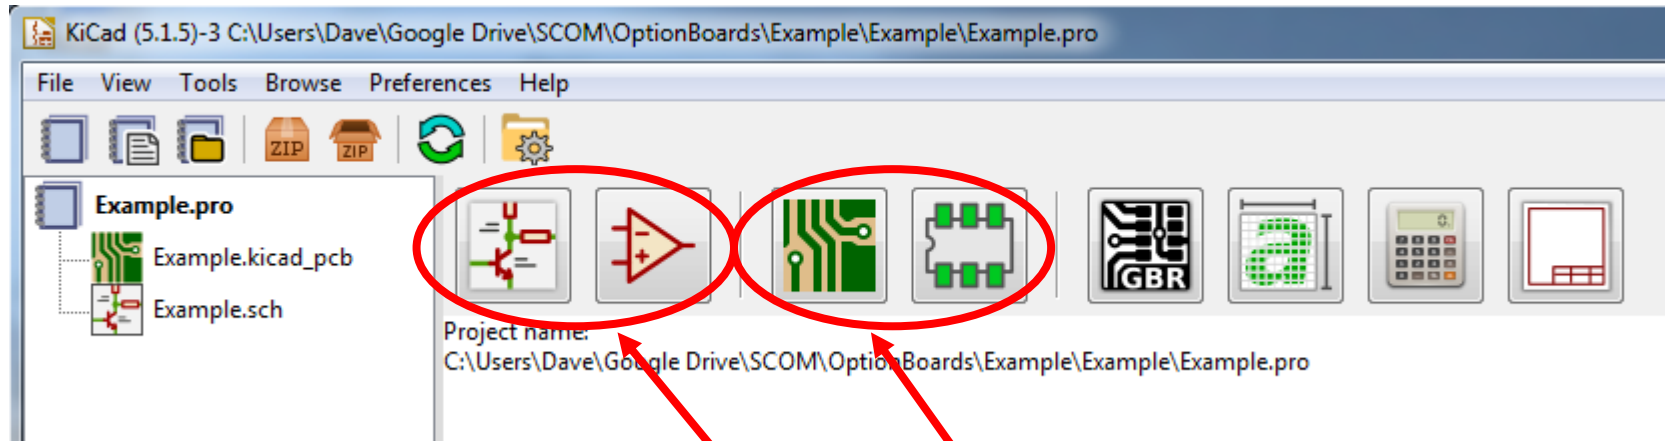 KiCad (5.1.5)-3 C:\Users\Dave\Google Drive\SCOM\OptionBoards\Example\Example\Example.pro
File View Tools Browse Preferences Help
ZIP ZIP
Example.pro
Example.kicad_pcb
Example.sch
GBR
a
0.
Project name:
C:\Users\Dave\Google Drive\SCOM\OptionBoards\Example\Example\Example.pro